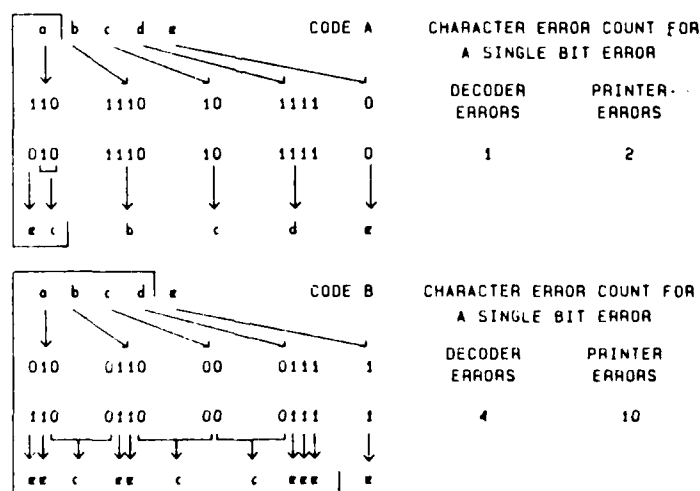 a b c d e CODE A CHARACTER ERROR COUNT FOR
A SINGLE BIT ERROR
DECODER PRINTER
ERRORS ERRORS
110 1110 10 1111 0
010 1110 10 1111 0 1 2
e c b c d e
a b c d e CODE B CHARACTER ERROR COUNT FOR
A SINGLE BIT ERROR
DECODER PRINTER
ERRORS ERRORS
010 0110 00 0111 1
110 0110 00 0111 1 4 10
ee c ee c c eee e